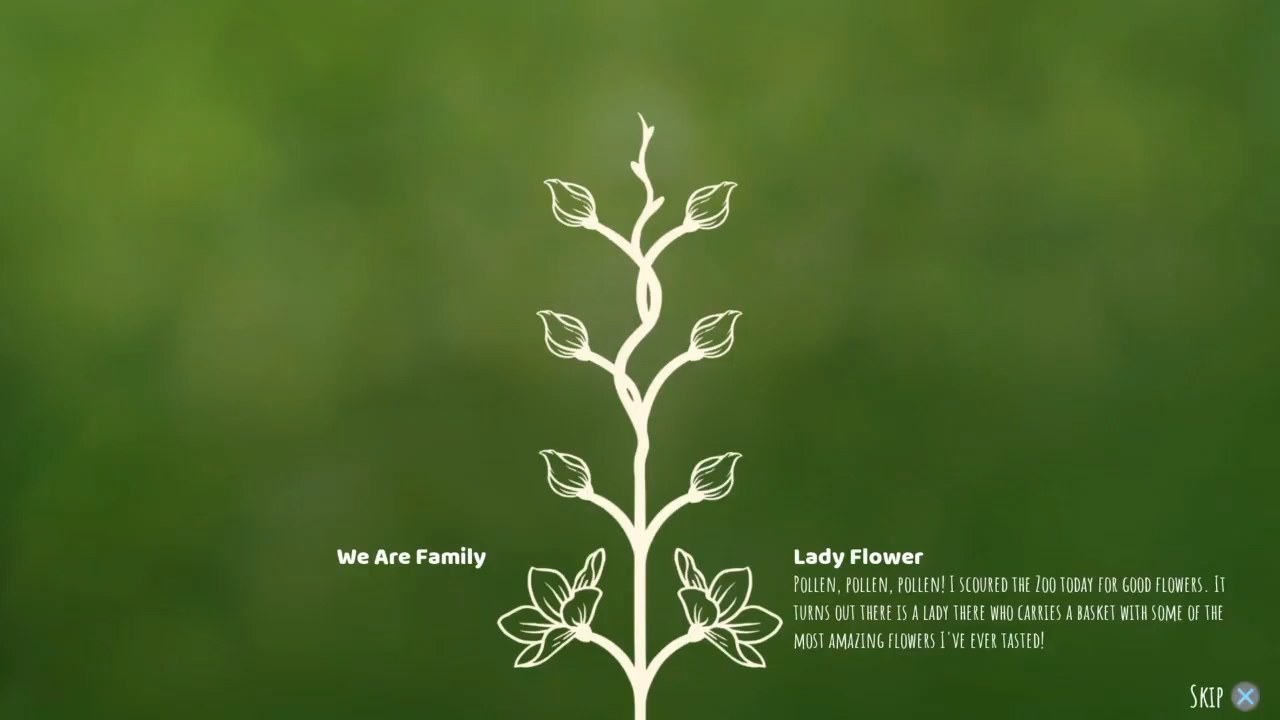 We Are Family
Lady Flower
Pollen, pollen, pollen! I scoured the Zoo today for good flowers. It
turns out there is a lady there who carries a basket with some of the
most amazing flowers I've ever tasted!
Skip